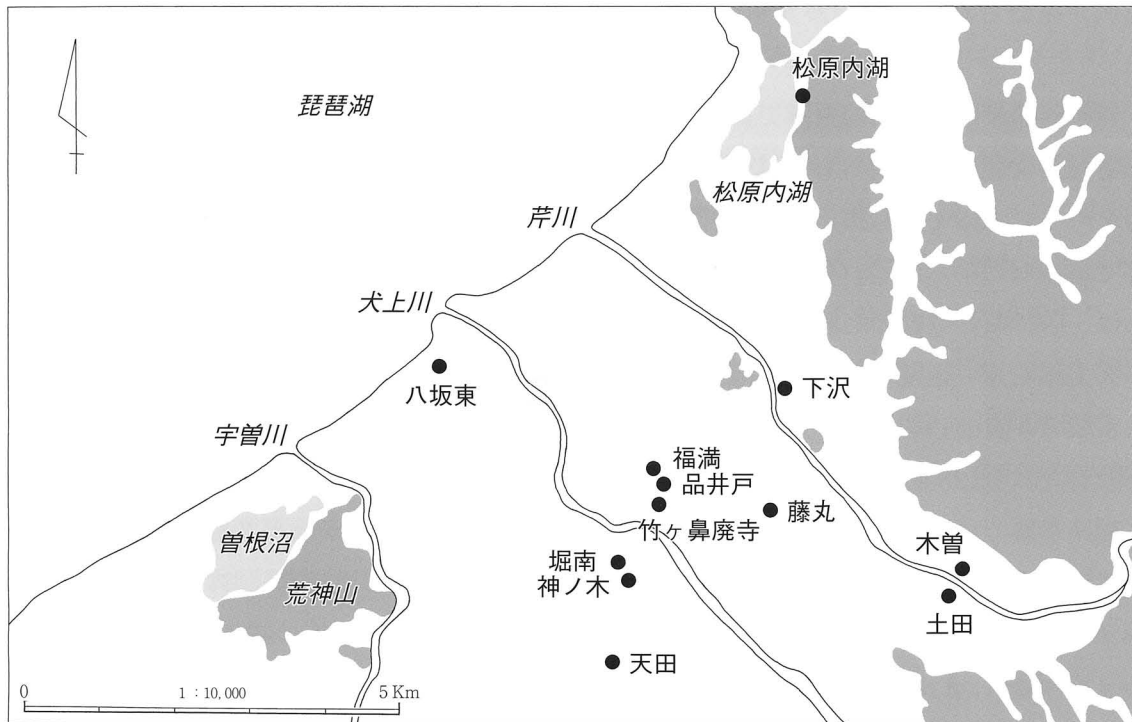 松原内湖
琵琶湖
松原内湖
芹川
犬上川
八坂東
下沢
宇曽川
福満
品井戸
竹ヶ鼻廃寺
藤丸
曽根沼
堀南
神ノ木
木曽
荒神山
土田
天田
0 1:10,000 5 Km